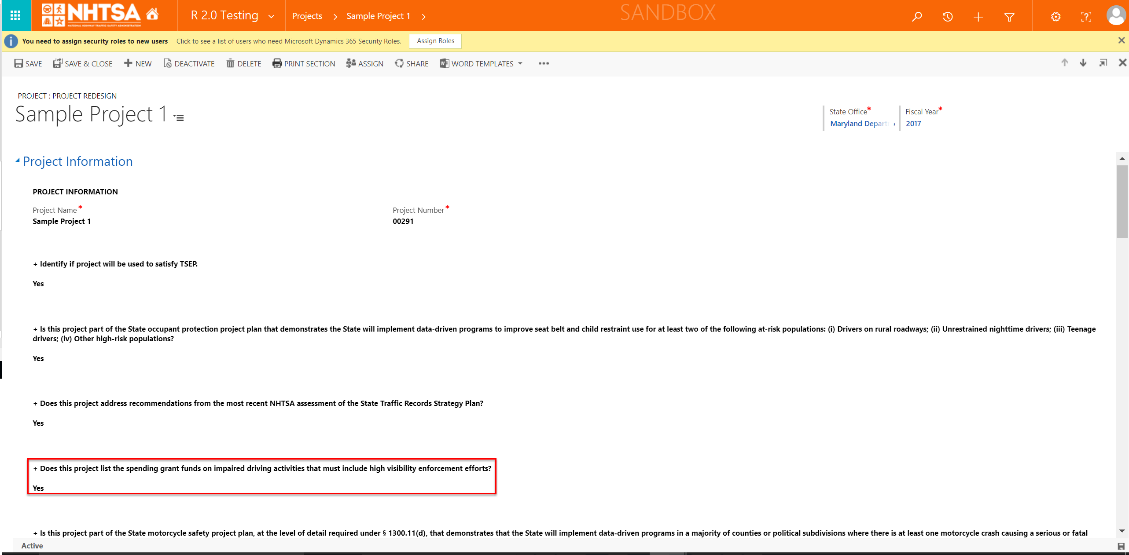 NHTSA
R 2.0 Testing
Projects > Sample Project 1 >
SANDBOX
You need to assign security roles to new users Click to see a list of users who need Microsoft Dynamics 365 Security Roles. Assign Roles
SAVE SAVE & CLOSE + NEW DEACTIVATE DELETE PRINT SECTION ASSIGN SHARE WORD TEMPLATES ...
PROJECT : PROJECT REDESIGN
Sample Project 1
State Office* Fiscal Year*
Maryland Depart 2017
Project Information
PROJECT INFORMATION
Project Name * Project Number *
Sample Project 1 00291
+ Identify if project will be used to satisfy TSEP.
Yes
+ Is this project part of the State occupant protection project plan that demonstrates the State will implement data-driven programs to improve seat belt and child restraint use for at least two of the following at-risk populations: (i) Drivers on rural roadways; (ii) Unrestrained nighttime drivers; (iii) Teenage
drivers; (iv) Other high-risk populations?
Yes
+ Does this project address recommendations from the most recent NHTSA assessment of the State Traffic Records Strategy Plan?
Yes
+ Does this project list the spending grant funds on impaired driving activities that must include high visibility enforcement efforts?
Yes
+ Is this project part of the State motorcycle safety project plan, at the level of detail required under § 1300.11(d), that demonstrates that the State will implement data-driven programs in a majority of counties or political subdivisions where there is at least one motorcycle crash causing a serious or fatal
Active